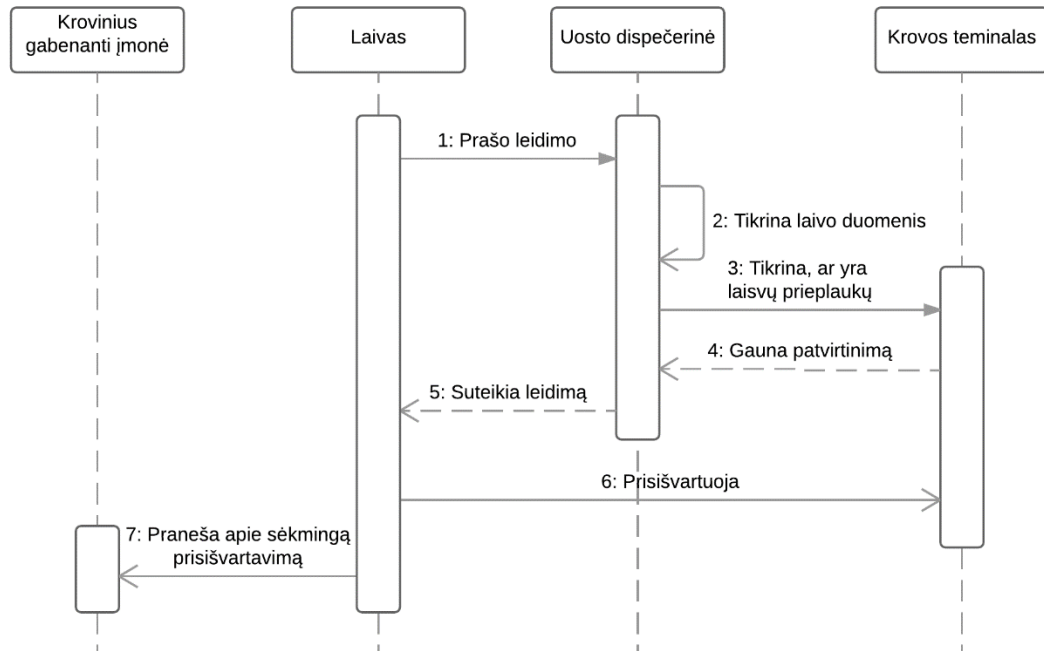 Krovinius
gabenanti įmonė
Laivas
Uosto dispečerinė
Krovos teminalas
1: Prašo leidimo
2: Tikrina laivo duomenis
3: Tikrina, ar yra
laisvų prieplaukų
4: Gauna patvirtinimą
5: Suteikia leidimą
6: Prisišvartuoja
7: Praneša apie sėkmingą
prisišvartavimą